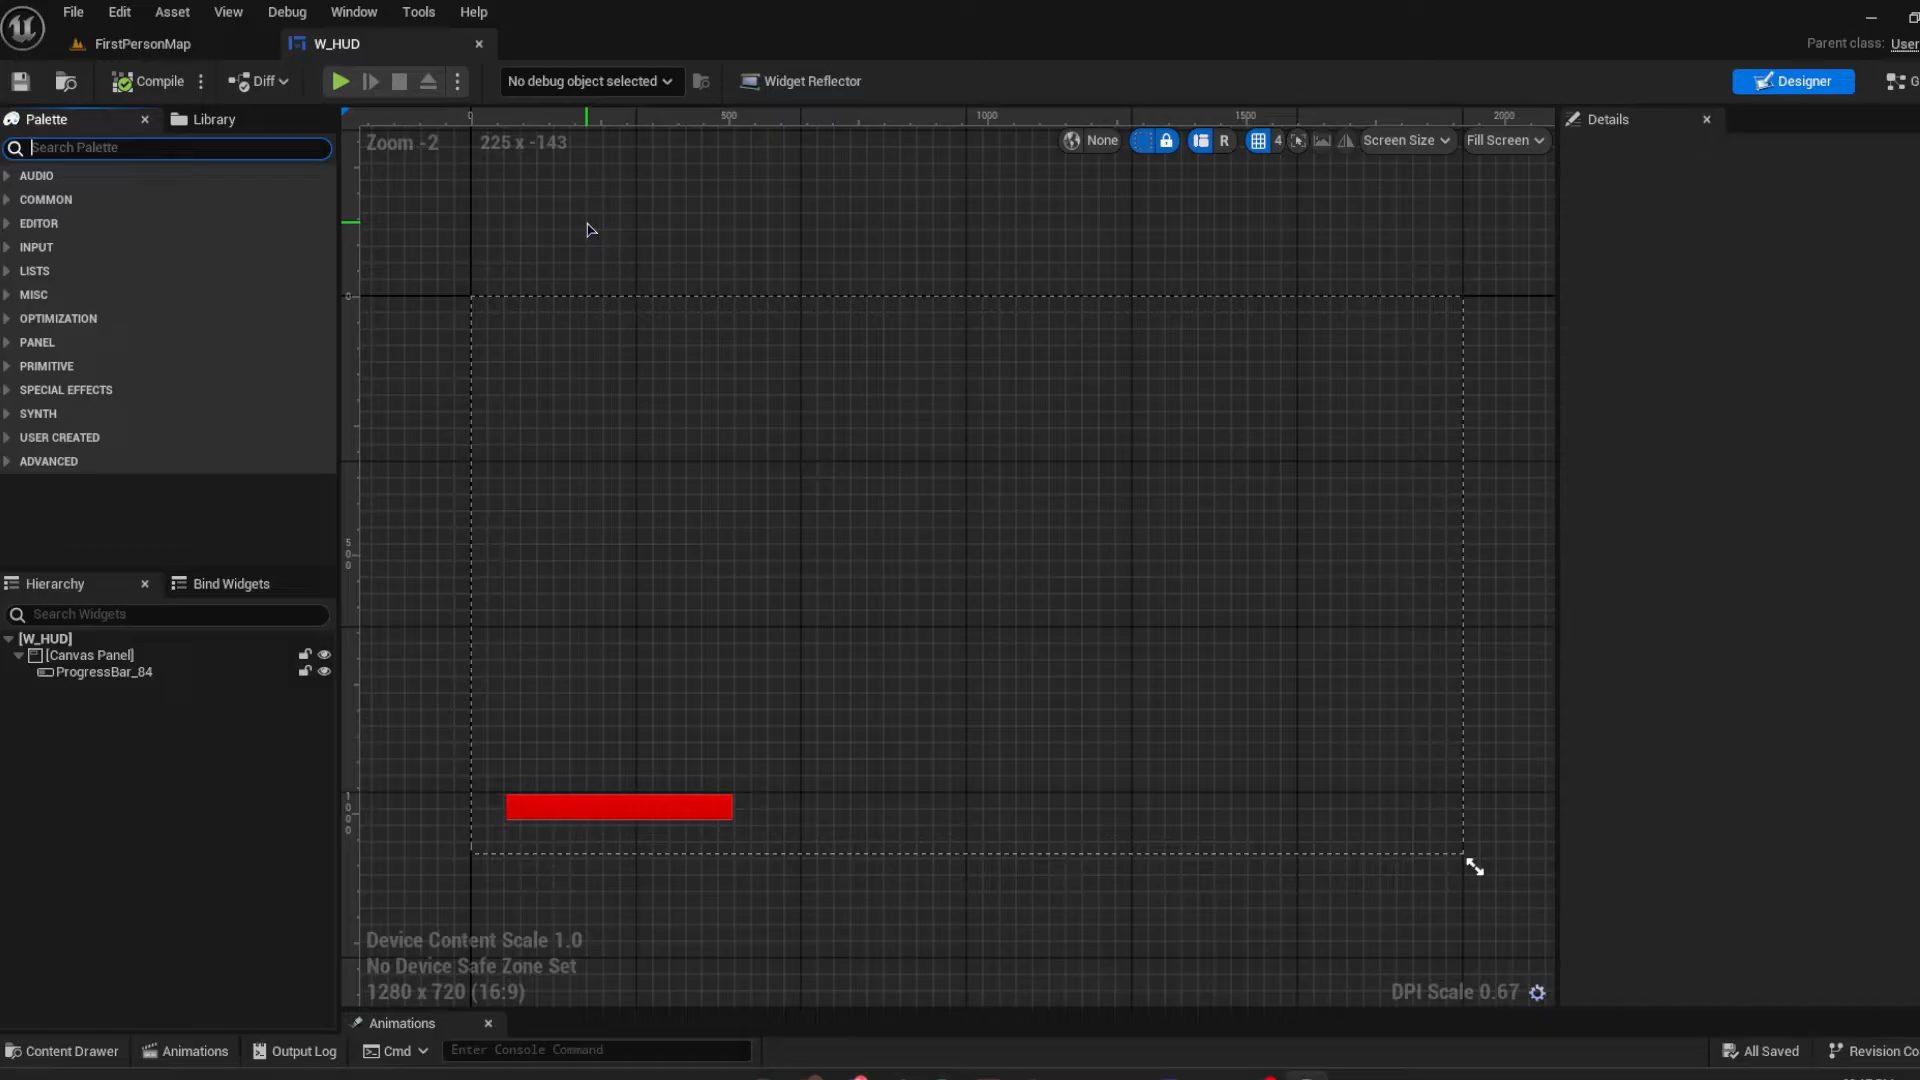 File Edit Asset View Debug Window Tools Help
FirstPersonMap W_HUD
Parent class: User
Compile Diff No debug object selected Widget Reflector Designer G
Palette Library
Search Palette
AUDIO
COMMON
EDITOR
INPUT
LISTS
MISC
OPTIMIZATION
PANEL
PRIMITIVE
SPECIAL EFFECTS
SYNTH
USER CREATED
ADVANCED
Hierarchy Bind Widgets
Search Widgets
[W_HUD]
[Canvas Panel]
ProgressBar_84
0 500 1000 1500 2000
Zoom -2 225 x -143 None R 4 Screen Size Fill Screen
0
500
1000
Device Content Scale 1.0
No Device Safe Zone Set
1280 x 720 (16:9) DPI Scale 0.67
Details
Animations
Content Drawer Animations Output Log Cmd Enter Console Command All Saved Revision Co